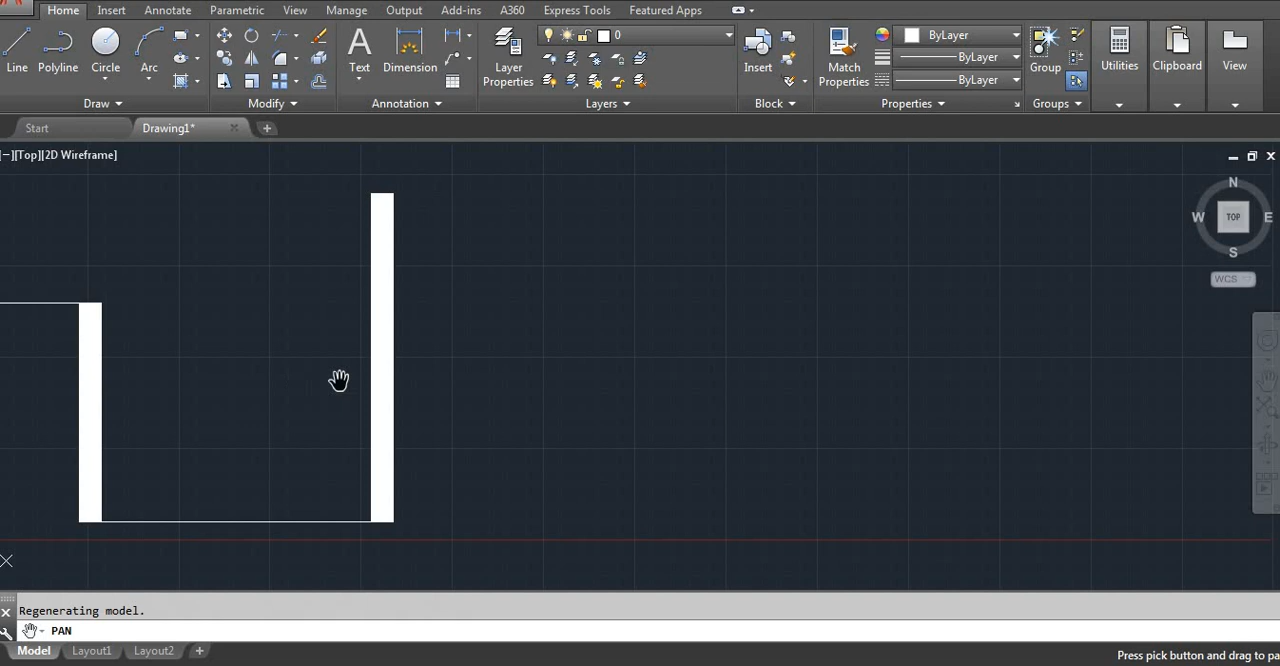 Home Insert Annotate Parametric View Manage Output Add-ins A360 Express Tools Featured Apps
Line Polyline Circle Arc Text Dimension Layer Properties 0 Insert Match Properties ByLayer ByLayer ByLayer Group Utilities Clipboard View
Draw Modify Annotation Layers Block Properties Groups
Start Drawing1* +
[−][Top][2D Wireframe]
N
W TOP E
S
WCS
Regenerating model.
PAN
Model Layout1 Layout2 +
Press pick button and drag to pa